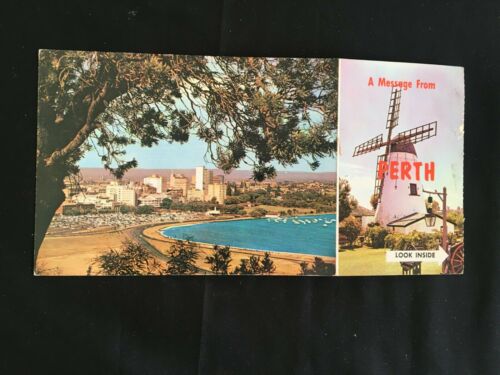 A Message From
PERTH
LOOK INSIDE